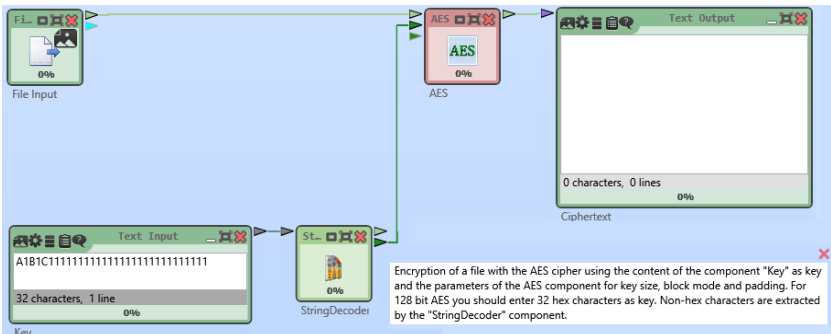 Fi...
AES
Text Output
AES
0%
0%
File Input
AES
0 characters, 0 lines
0%
Ciphertext
Text Input
St...
A1B1C111111111111111111111111111
32 characters, 1 line
0%
0%
StringDecoder
Key
Encryption of a file with the AES cipher using the content of the component "Key" as key
and the parameters of the AES component for key size, block mode and padding. For
128 bit AES you should enter 32 hex characters as key. Non-hex characters are extracted
by the "StringDecoder" component.